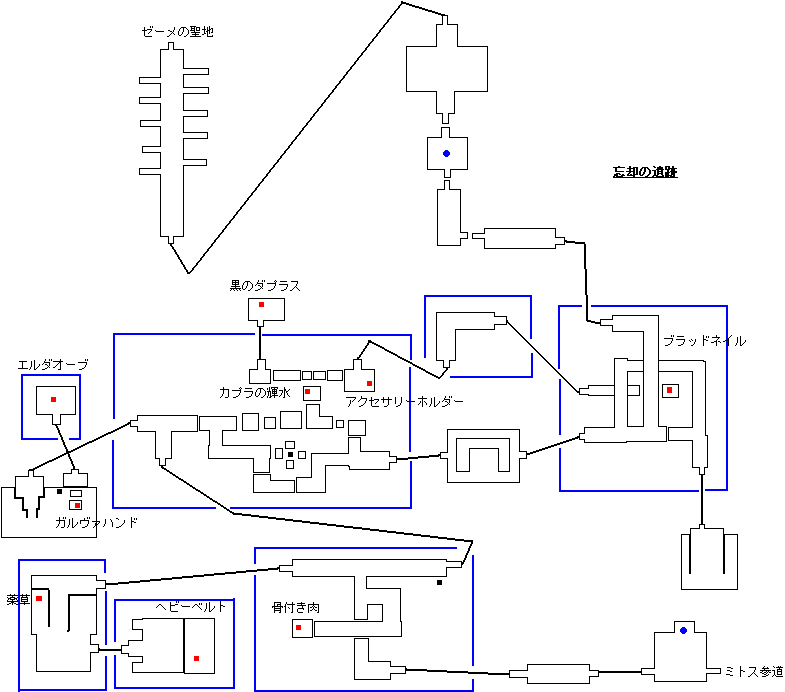 ゼーメの聖地
忘却の遺跡
黒のダプラス
ブラッドネイル
エルダオーブ
カプラの輝水
アクセサリーホルダー
ガルヴァハンド
薬草
ヘビーベルト
骨付き肉
ミトス参道